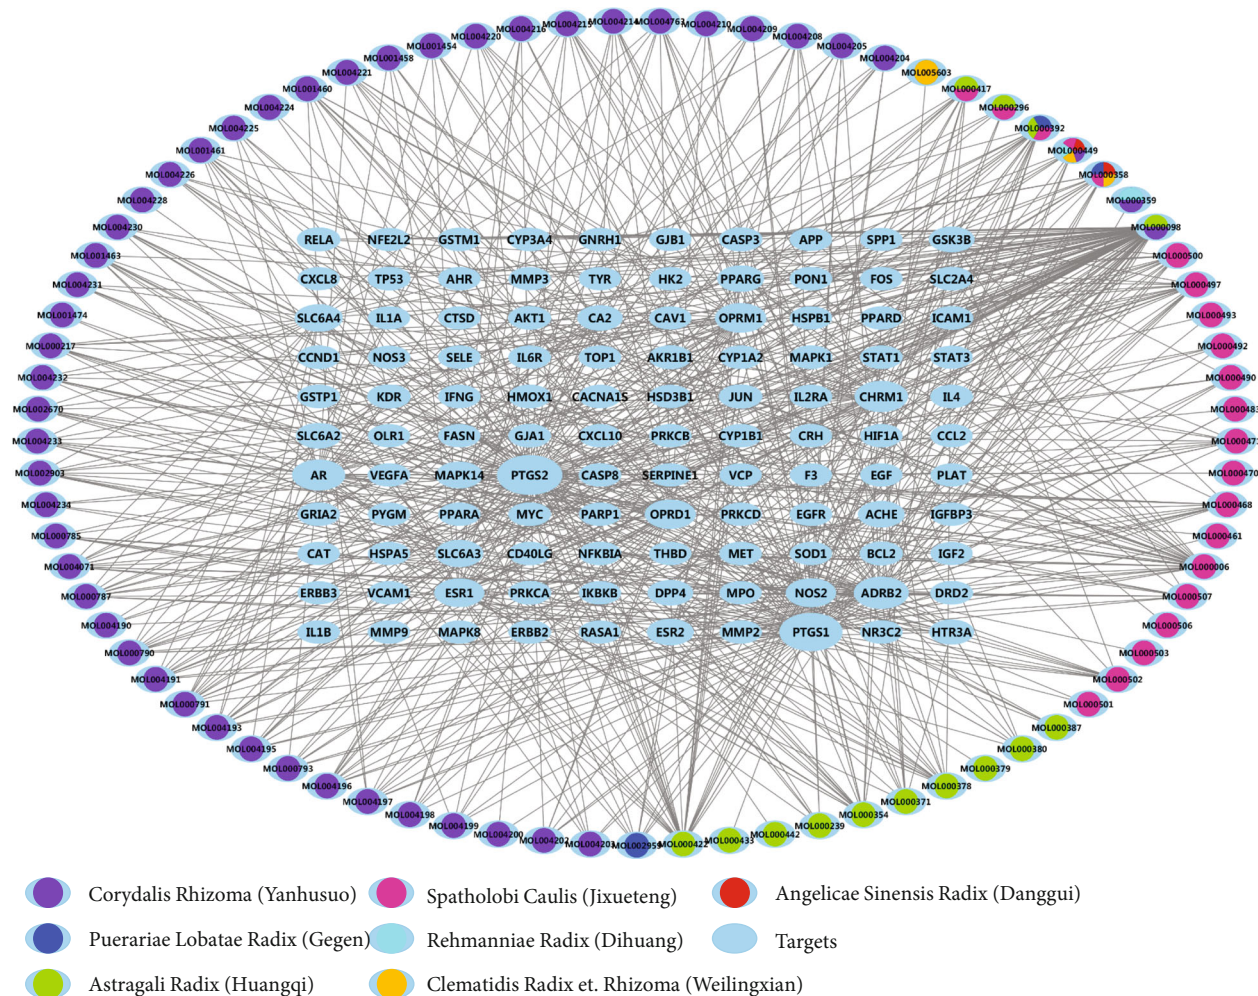 MOL004220
MOL004216
MOL004215
MOL004214
MOL004763
MOL004210
MOL004209
MOL004208
MOL004205
MOL004204
MOL005603
MOL000417
MOL000296
MOL000392
MOL000449
MOL000358
MOL000359
MOL000098
MOL000500
MOL000497
MOL000493
MOL000492
MOL000490
MOL000483
MOL000470
MOL000468
MOL000461
MOL000006
MOL000507
MOL000506
MOL000503
MOL000502
MOL000501
MOL000387
MOL000380
MOL000379
MOL000378
MOL000371
MOL000354
MOL000239
MOL000442
MOL000433
MOL000422
MOL002959
MOL004203
MOL004202
MOL004200
MOL004199
MOL004198
MOL004197
MOL004196
MOL000793
MOL004195
MOL004193
MOL000791
MOL004191
MOL000790
MOL004190
MOL000787
MOL004071
MOL000785
MOL004234
MOL002903
MOL004233
MOL002670
MOL004232
MOL000217
MOL001474
MOL004231
MOL001463
MOL004230
MOL004228
MOL004226
MOL001461
MOL004225
MOL004224
MOL001460
MOL004221
MOL001458
MOL001454
RELA NFE2L2 GSTM1 CYP3A4 GNRH1 GJB1 CASP3 APP SPP1 GSK3B
CXCL8 TP53 AHR MMP3 TYR HK2 PPARG PON1 FOS SLC2A4
SLC6A4 IL1A CTSD AKT1 CA2 CAV1 OPRM1 HSPB1 PPARD ICAM1
CCND1 NOS3 SELE IL6R TOP1 AKR1B1 CYP1A2 MAPK1 STAT1 STAT3
GSTP1 KDR IFNG HMOX1 CACNA1S HSD3B1 JUN IL2RA CHRM1 IL4
SLC6A2 OLR1 FASN GJA1 CXCL10 PRKCB CYP1B1 CRH HIF1A CCL2
AR VEGFA MAPK14 PTGS2 CASP8 SERPINE1 VCP F3 EGF PLAT
GRIA2 PYGM PPARA MYC PARP1 OPRD1 PRKCD EGFR ACHE IGFBP3
CAT HSPA5 SLC6A3 CD40LG NFKBIA THBD MET SOD1 BCL2 IGF2
ERBB3 VCAM1 ESR1 PRKCA IKBKB DPP4 MPO NOS2 ADRB2 DRD2
IL1B MMP9 MAPK8 ERBB2 RASA1 ESR2 MMP2 PTGS1 NR3C2 HTR3A
Corydalis Rhizoma (Yanhusuo)
Spatholobi Caulis (Jixueteng)
Angelicae Sinensis Radix (Danggui)
Puerariae Lobatae Radix (Gegen)
Rehmanniae Radix (Dihuang)
Targets
Astragali Radix (Huangqi)
Clematidis Radix et. Rhizoma (Weilingxian)